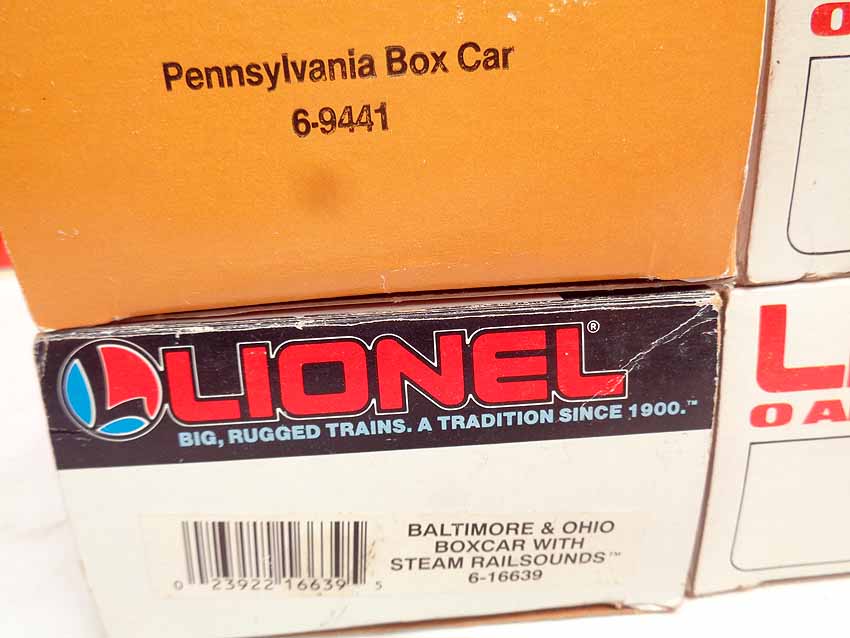 Pennsylvania Box Car
6-9441
LIONEL®
BIG, RUGGED TRAINS. A TRADITION SINCE 1900.™
BALTIMORE & OHIO
BOXCAR WITH
STEAM RAILSOUNDS™
6-16639
0 23922 16639 5
L
O